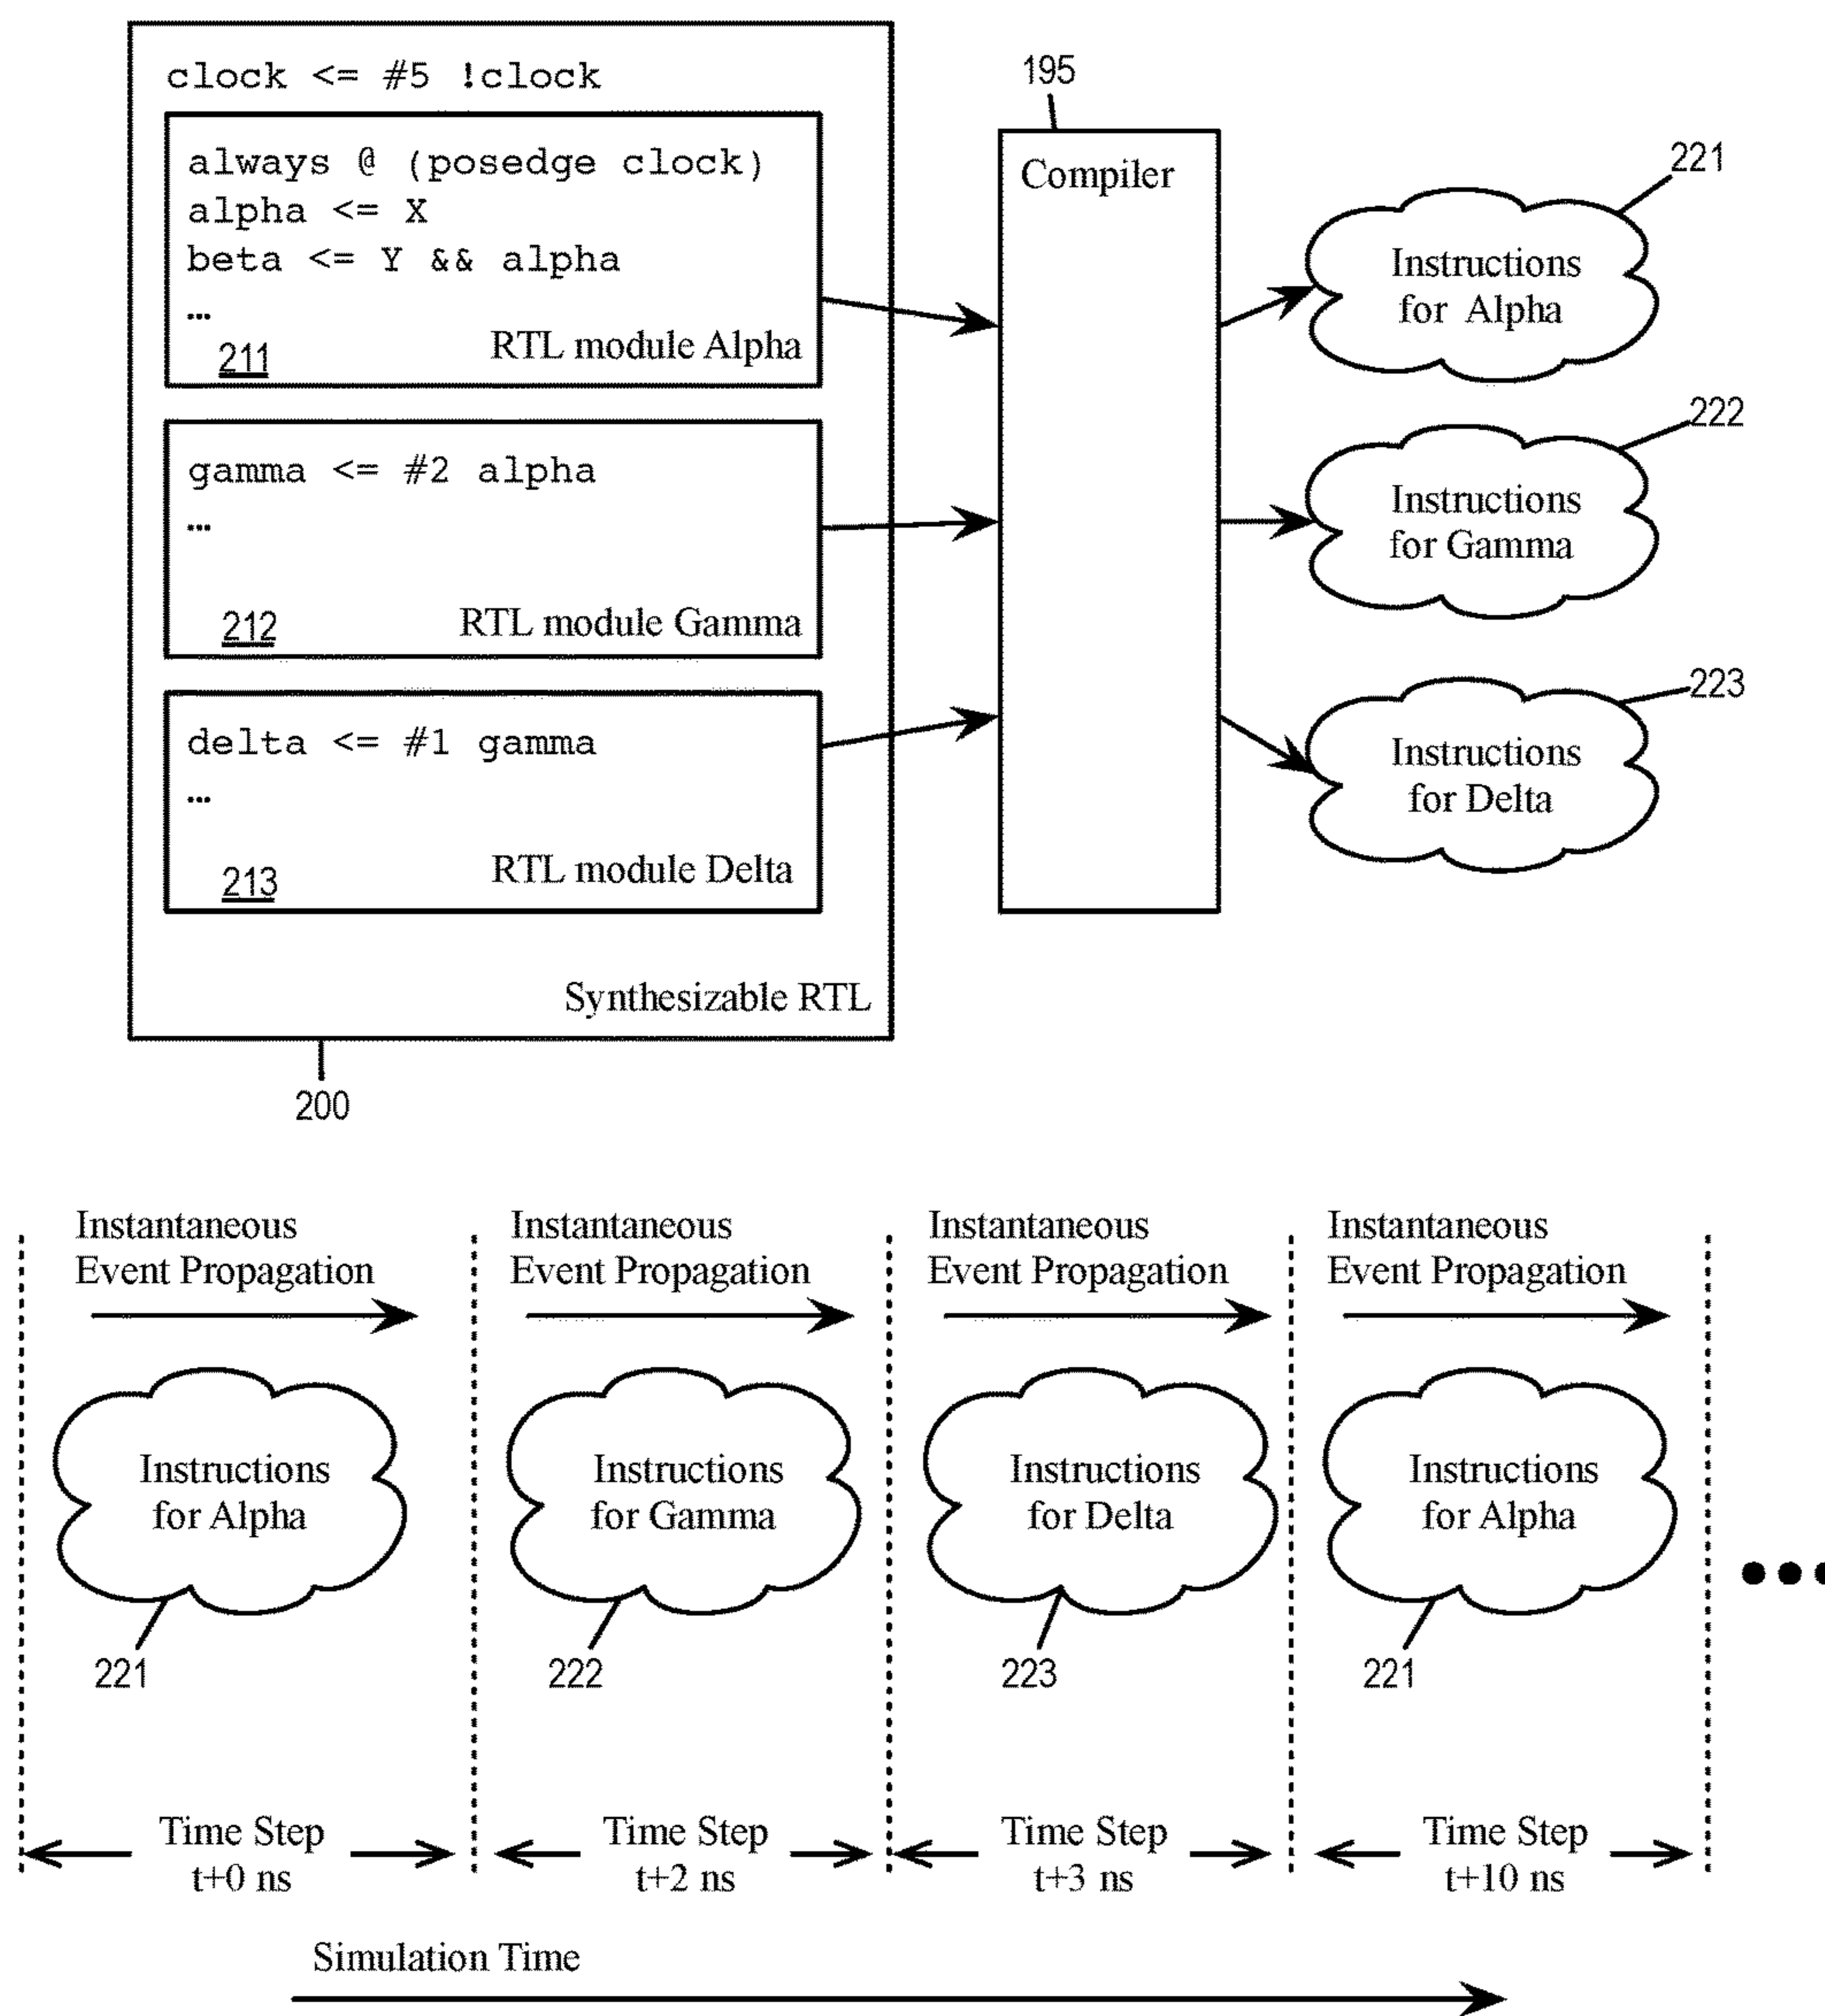 clock <= #5 !clock
always @ (posedge clock)
alpha <= X
beta <= Y && alpha
…
211
RTL module Alpha
gamma <= #2 alpha
…
212
RTL module Gamma
delta <= #1 gamma
…
213
RTL module Delta
Synthesizable RTL
200
195
Compiler
221
Instructions
for Alpha
222
Instructions
for Gamma
223
Instructions
for Delta
Instantaneous
Event Propagation
Instantaneous
Event Propagation
Instantaneous
Event Propagation
Instantaneous
Event Propagation
Instructions
for Alpha
Instructions
for Gamma
Instructions
for Delta
Instructions
for Alpha
221
222
223
221
Time Step
t+0 ns
Time Step
t+2 ns
Time Step
t+3 ns
Time Step
t+10 ns
Simulation Time